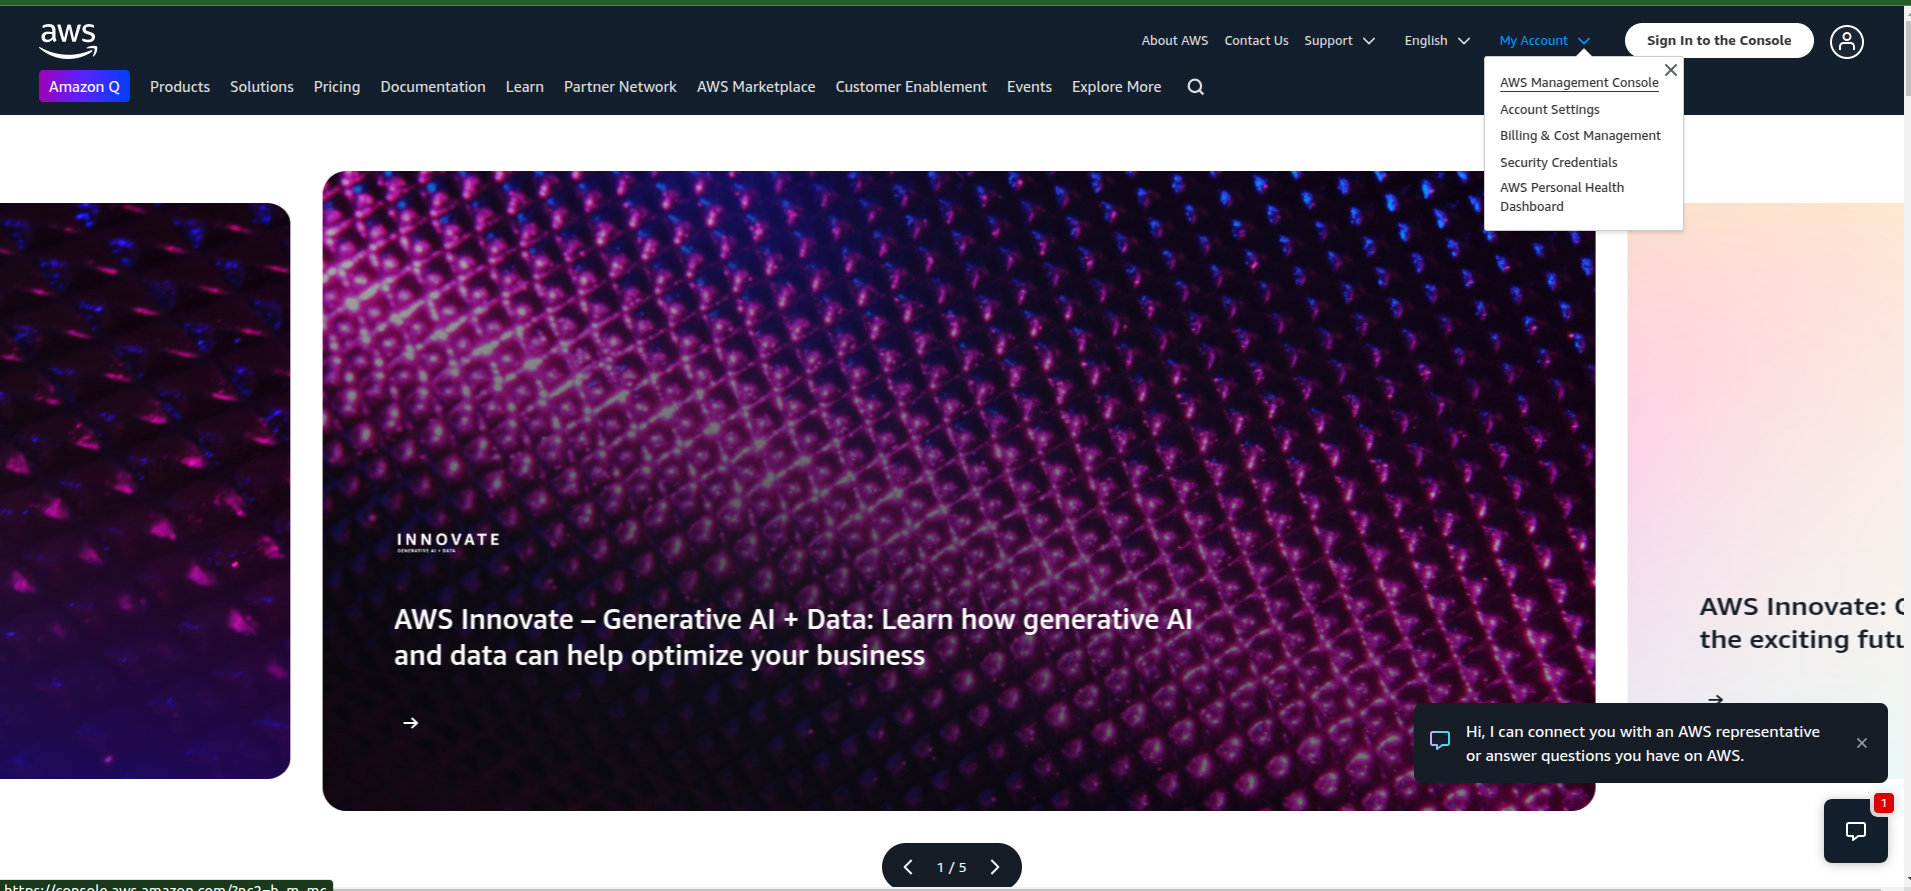 aws
About AWS
Contact Us
Support
English
My Account
Sign In to the Console
Amazon Q
Products
Solutions
Pricing
Documentation
Learn
Partner Network
AWS Marketplace
Customer Enablement
Events
Explore More
AWS Management Console
Account Settings
Billing & Cost Management
Security Credentials
AWS Personal Health
Dashboard
INNOVATE
GENERATIVE AI + DATA
AWS Innovate – Generative AI + Data: Learn how generative AI
and data can help optimize your business
AWS Innovate:
the exciting futu
Hi, I can connect you with an AWS representative
or answer questions you have on AWS.
1
1 / 5
https://console.aws.amazon.com/?nc2=h_m_mc